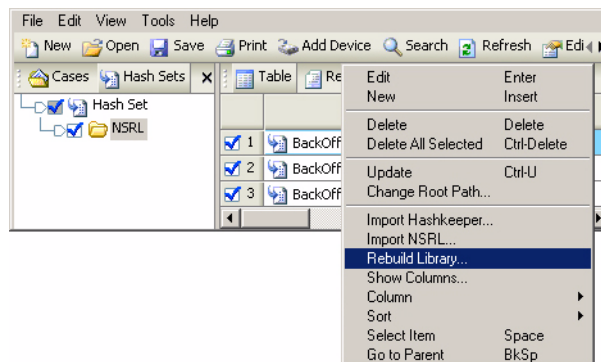 File Edit View Tools Help
New Open Save Print Add Device Search Refresh Edi
Cases Hash Sets Table Re
Hash Set
NSRL
1 BackOff
2 BackOff
3 BackOff
Edit Enter
New Insert
Delete Delete
Delete All Selected Ctrl-Delete
Update Ctrl-U
Change Root Path...
Import Hashkeeper...
Import NSRL...
Rebuild Library...
Show Columns...
Column
Sort
Select Item Space
Go to Parent BkSp